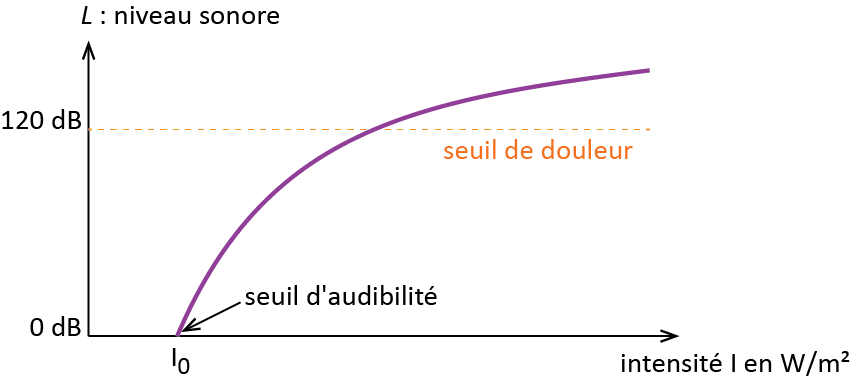 L : niveau sonore
120 dB
seuil de douleur
seuil d'audibilité
0 dB
I₀
intensité I en W/m²